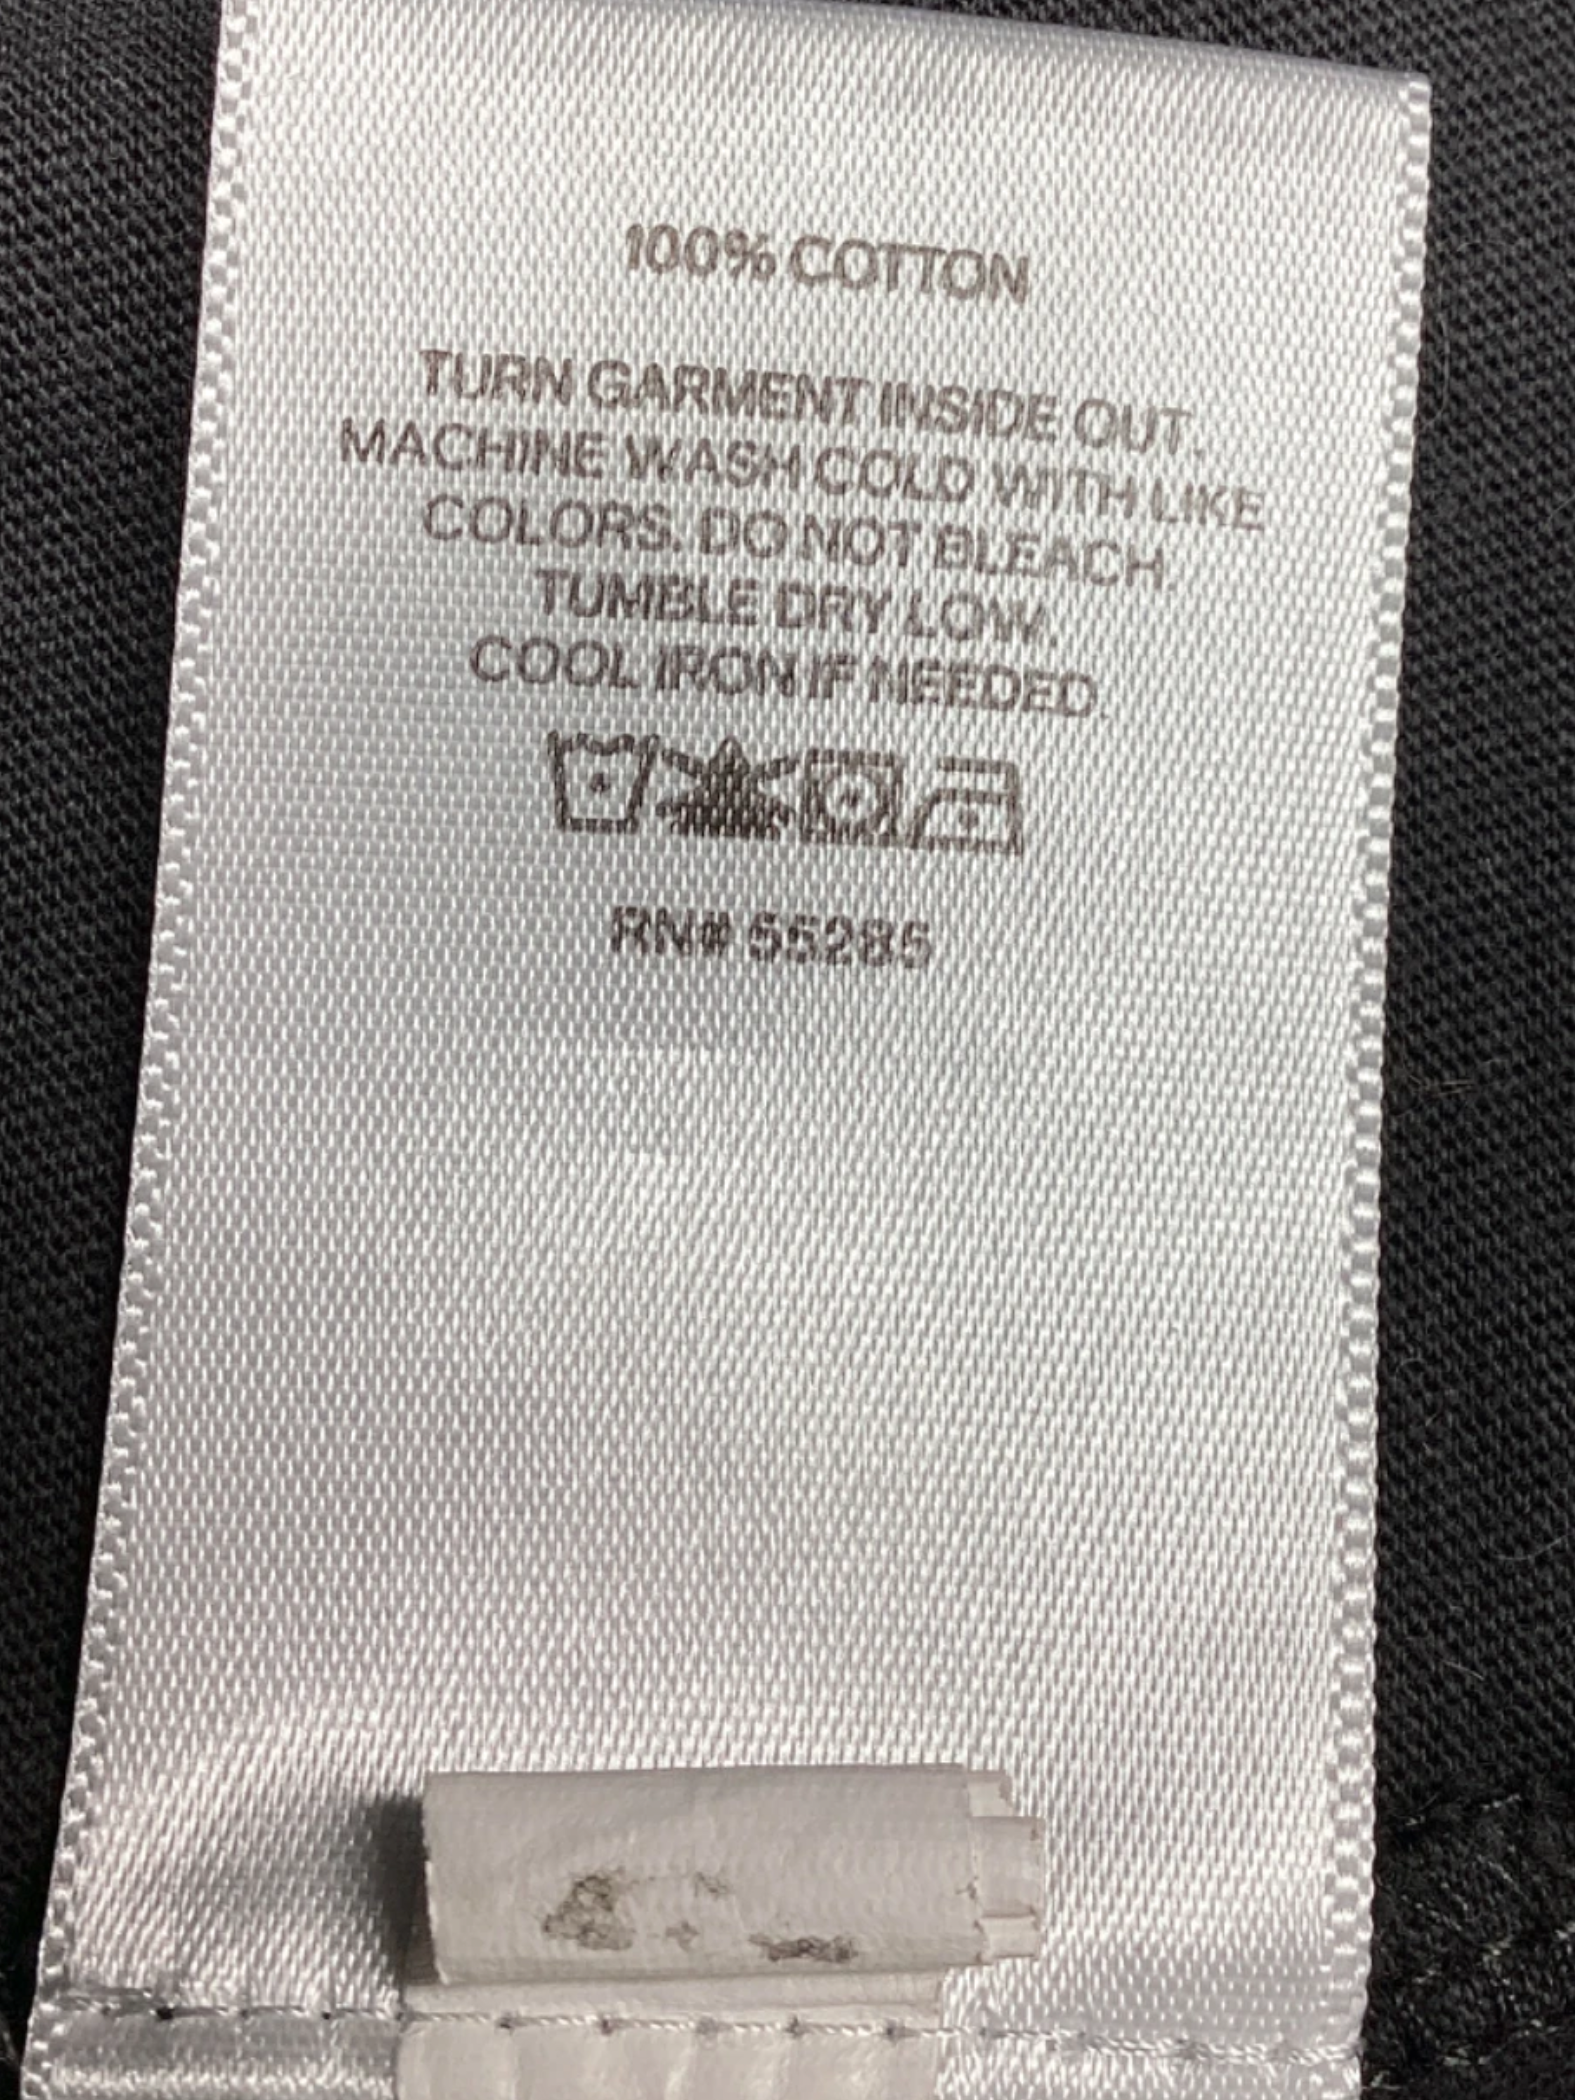 100% COTTON
TURN GARMENT INSIDE OUT.
MACHINE WASH COLD WITH LIKE
COLORS. DO NOT BLEACH.
TUMBLE DRY LOW.
COOL IRON IF NEEDED.
RN# 55285